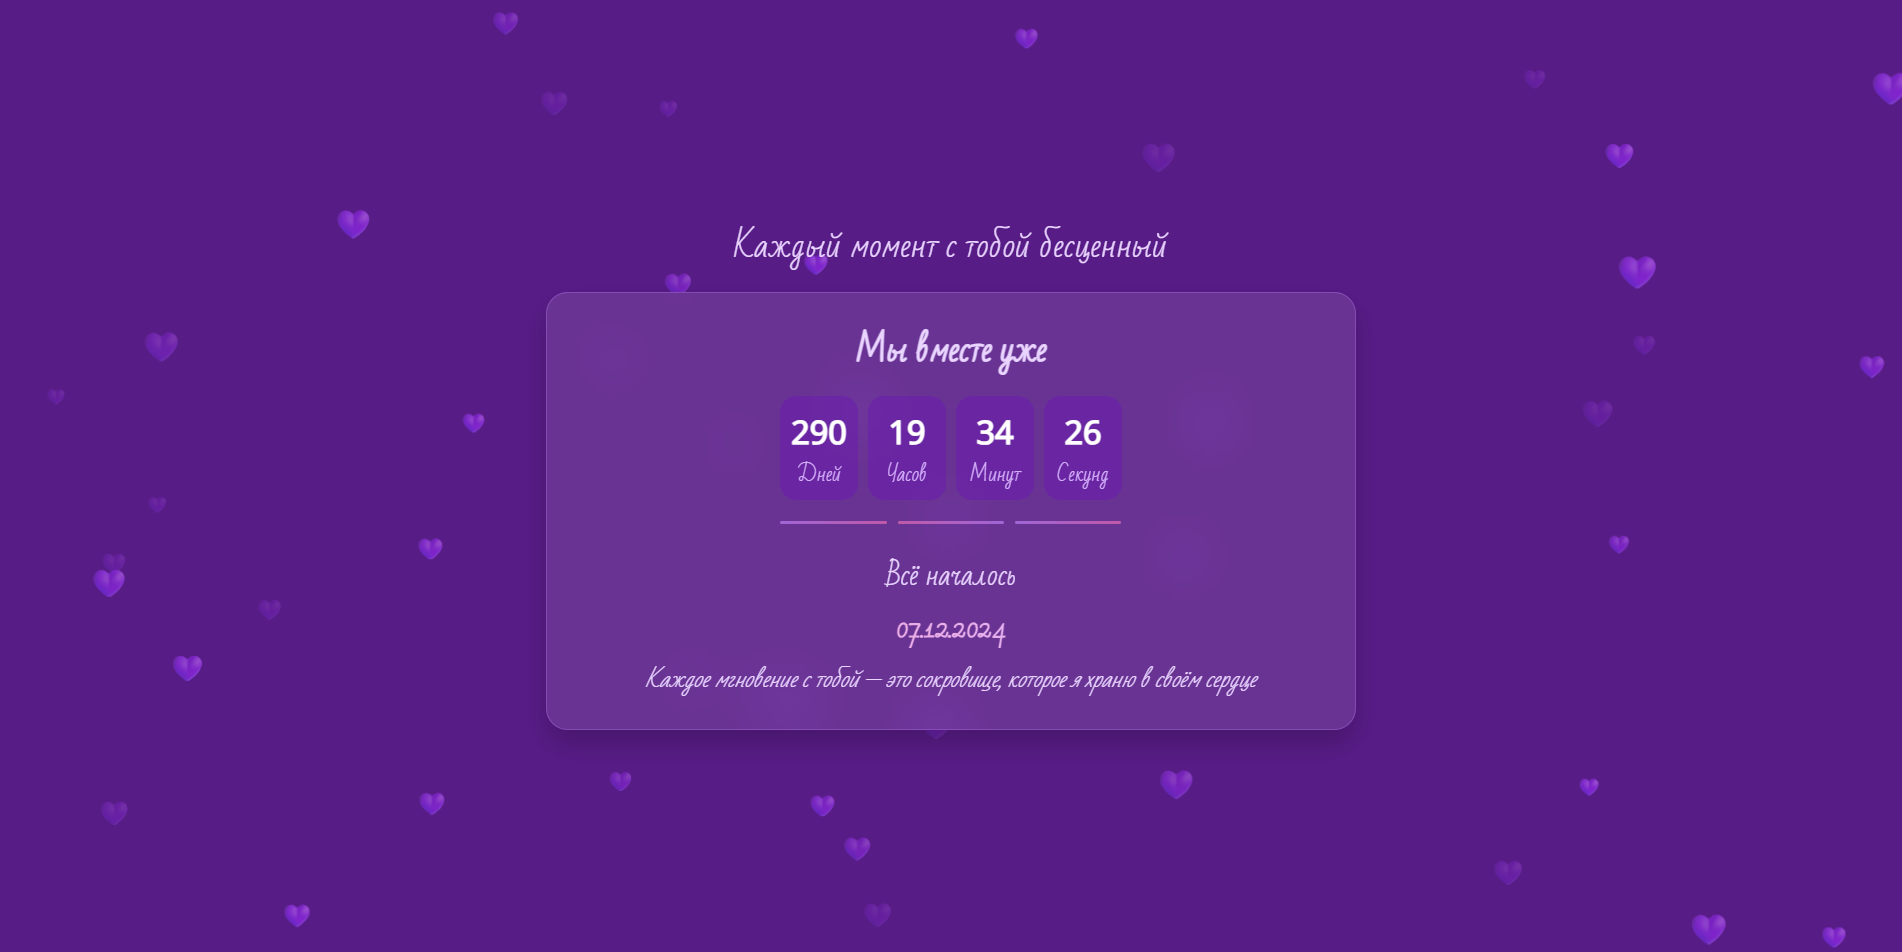 Каждый момент с тобой бесценный
Мы вместе уже
290 19 34 26
Дней Часов Минут Секунд
Всё началось
07.12.2024
Каждое мгновение с тобой — это сокровище, которое я храню в своём сердце